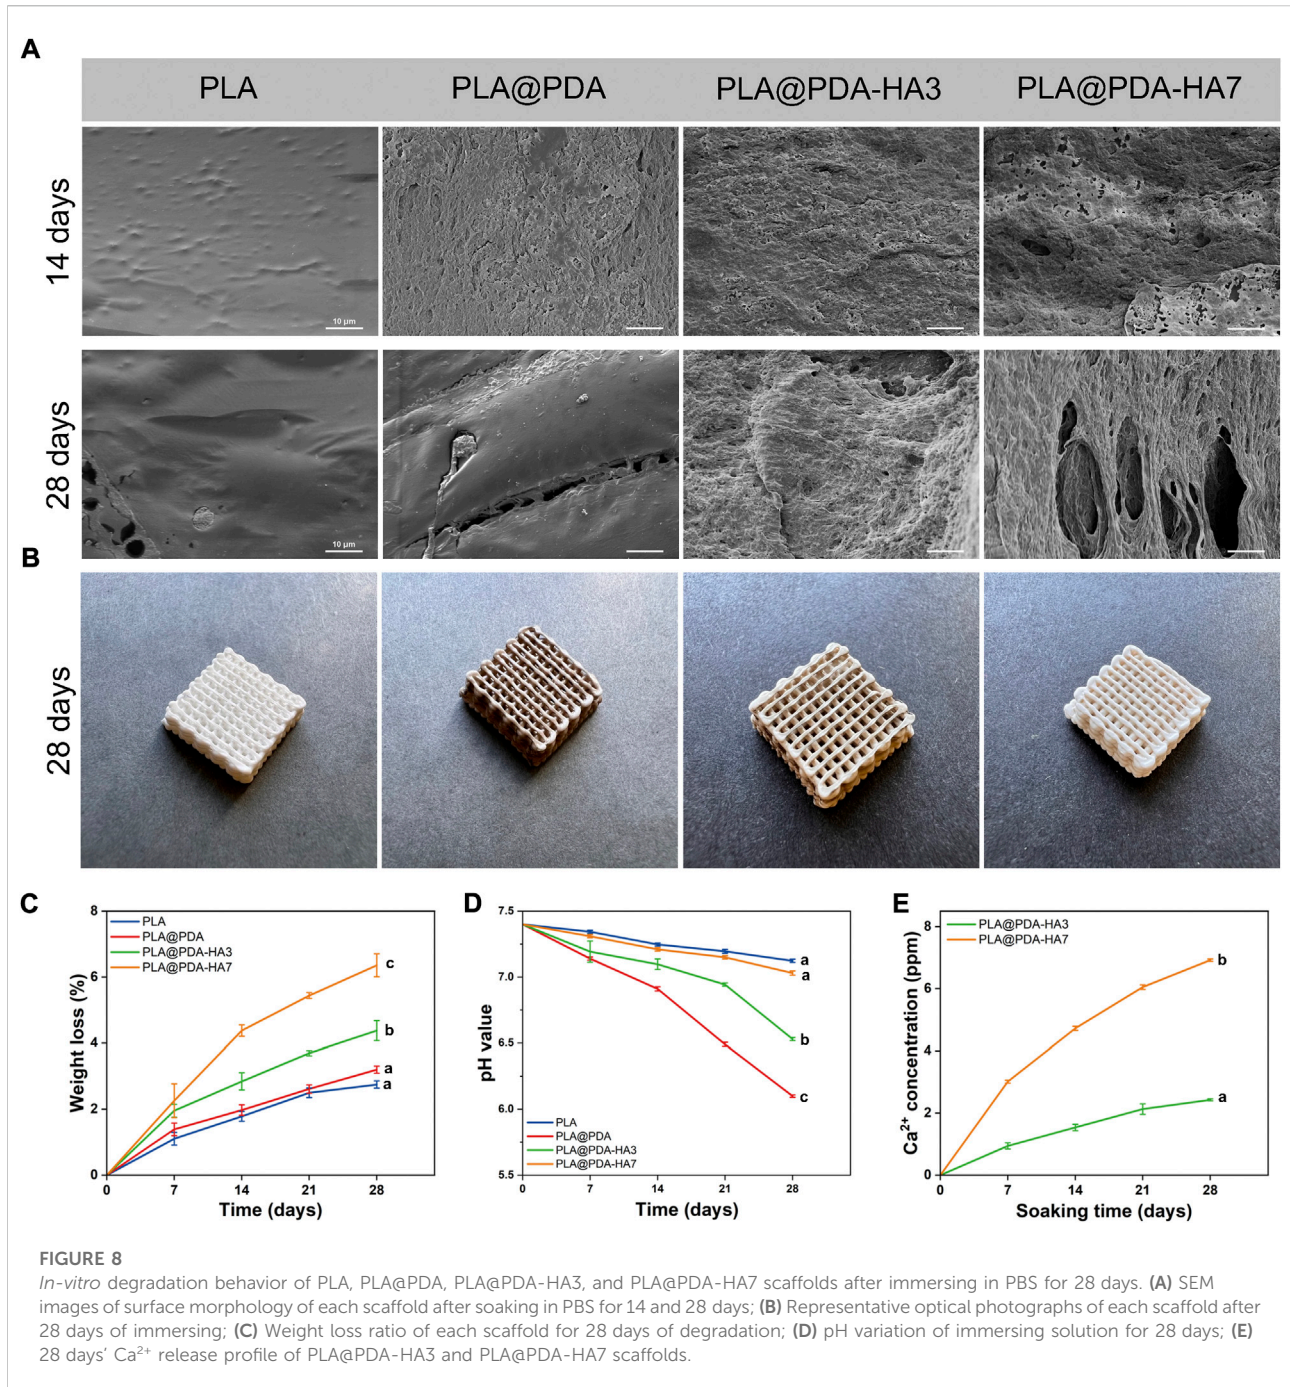 A
PLA
PLA@PDA
PLA@PDA-HA3
PLA@PDA-HA7
14 days
10 µm
28 days
10 µm
B
28 days
C
8
6
4
2
0
Weight loss (%)
PLA
PLA@PDA
PLA@PDA-HA3
PLA@PDA-HA7
c
b
a
a
0
7
14
21
28
Time (days)
D
7.5
7.0
6.5
6.0
5.5
pH value
a
a
b
c
PLA
PLA@PDA
PLA@PDA-HA3
PLA@PDA-HA7
0
7
14
21
28
Time (days)
E
8
6
4
2
0
Ca²⁺ concentration (ppm)
PLA@PDA-HA3
PLA@PDA-HA7
b
a
0
7
14
21
28
Soaking time (days)
FIGURE 8
In-vitro degradation behavior of PLA, PLA@PDA, PLA@PDA-HA3, and PLA@PDA-HA7 scaffolds after immersing in PBS for 28 days. (A) SEM
images of surface morphology of each scaffold after soaking in PBS for 14 and 28 days; (B) Representative optical photographs of each scaffold after
28 days of immersing; (C) Weight loss ratio of each scaffold for 28 days of degradation; (D) pH variation of immersing solution for 28 days; (E)
28 days‘ Ca²⁺ release profile of PLA@PDA-HA3 and PLA@PDA-HA7 scaffolds.